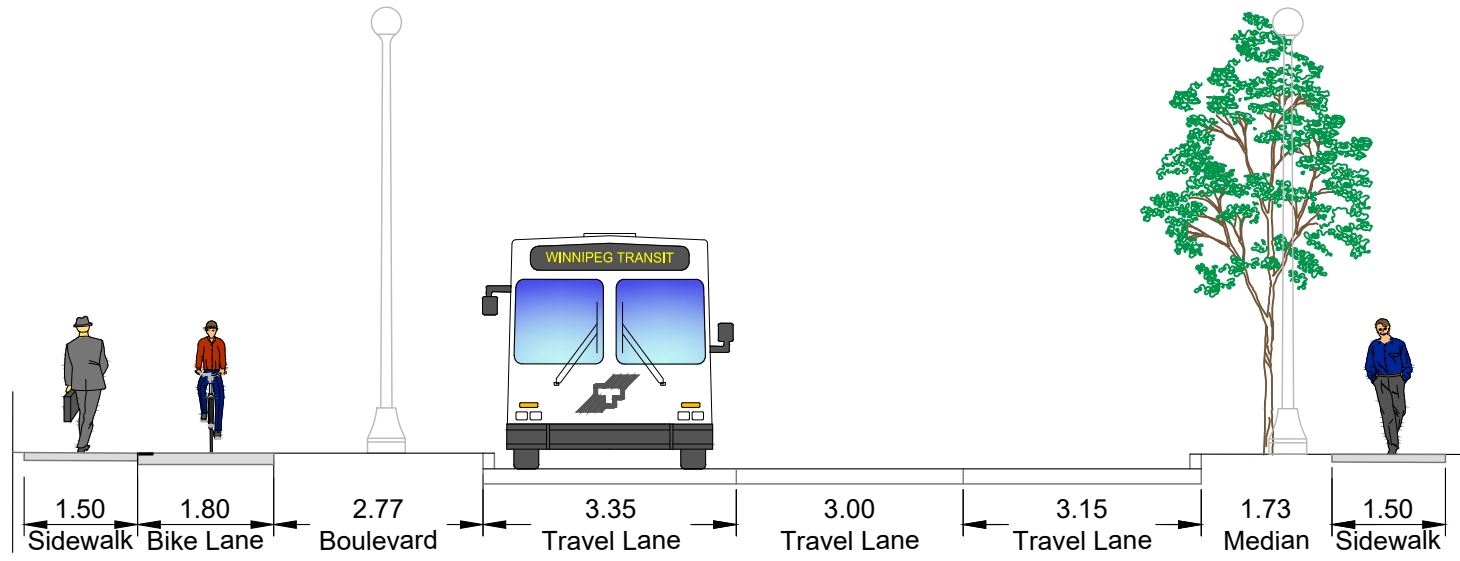 WINNIPEG TRANSIT
1.50 1.80 2.77 3.35 3.00 3.15 1.73 1.50
Sidewalk Bike Lane Boulevard Travel Lane Travel Lane Travel Lane Median Sidewalk